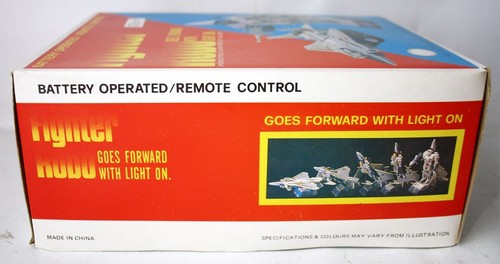 BATTERY OPERATED/REMOTE CONTROL
Fighter
Robo
GOES FORWARD
WITH LIGHT ON.
GOES FORWARD WITH LIGHT ON
MADE IN CHINA
SPECIFICATIONS & COLOURS MAY VARY FROM ILLUSTRATION